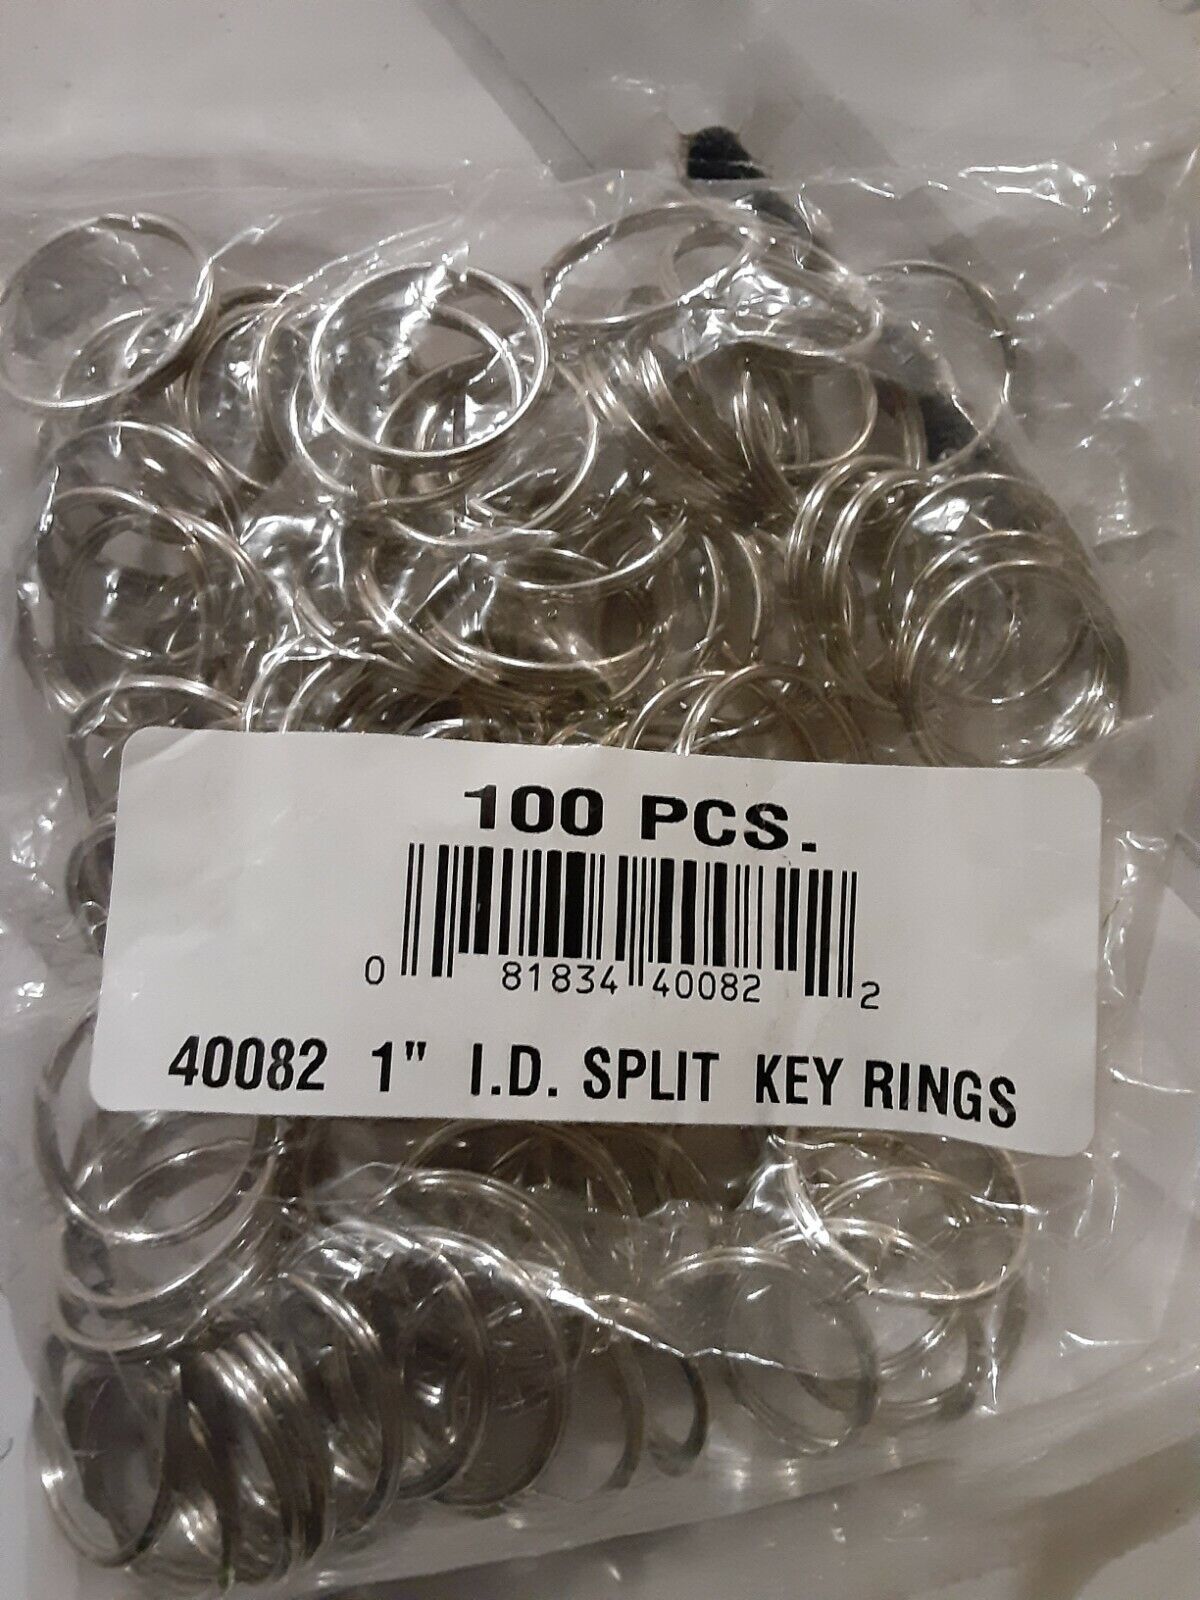 100 PCS.
0 81834 40082 2
40082 1" I.D. SPLIT KEY RINGS